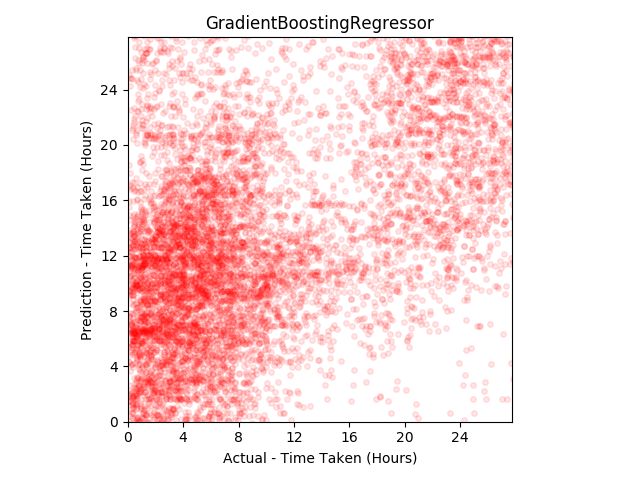 GradientBoostingRegressor
Prediction - Time Taken (Hours)
24
20
16
12
8
4
0
0 4 8 12 16 20 24
Actual - Time Taken (Hours)